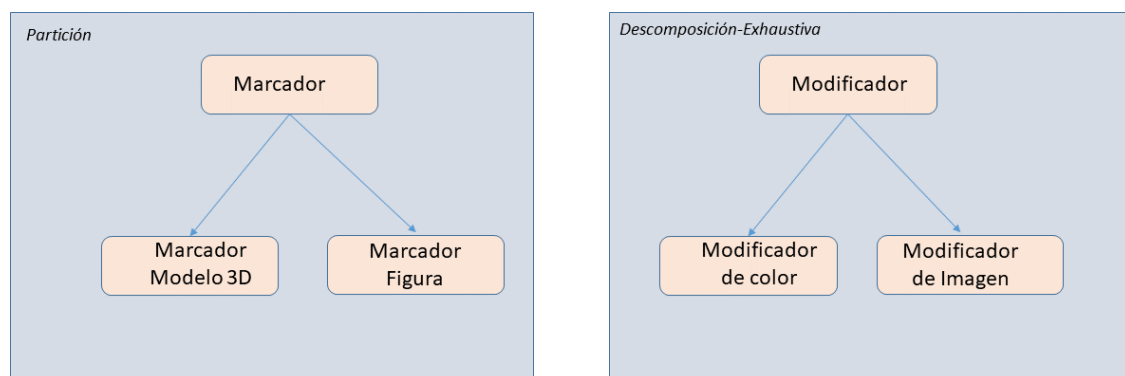 Partición
Marcador
Marcador
Modelo 3D
Marcador
Figura
Descomposición-Exhaustiva
Modificador
Modificador
de color
Modificador
de Imagen